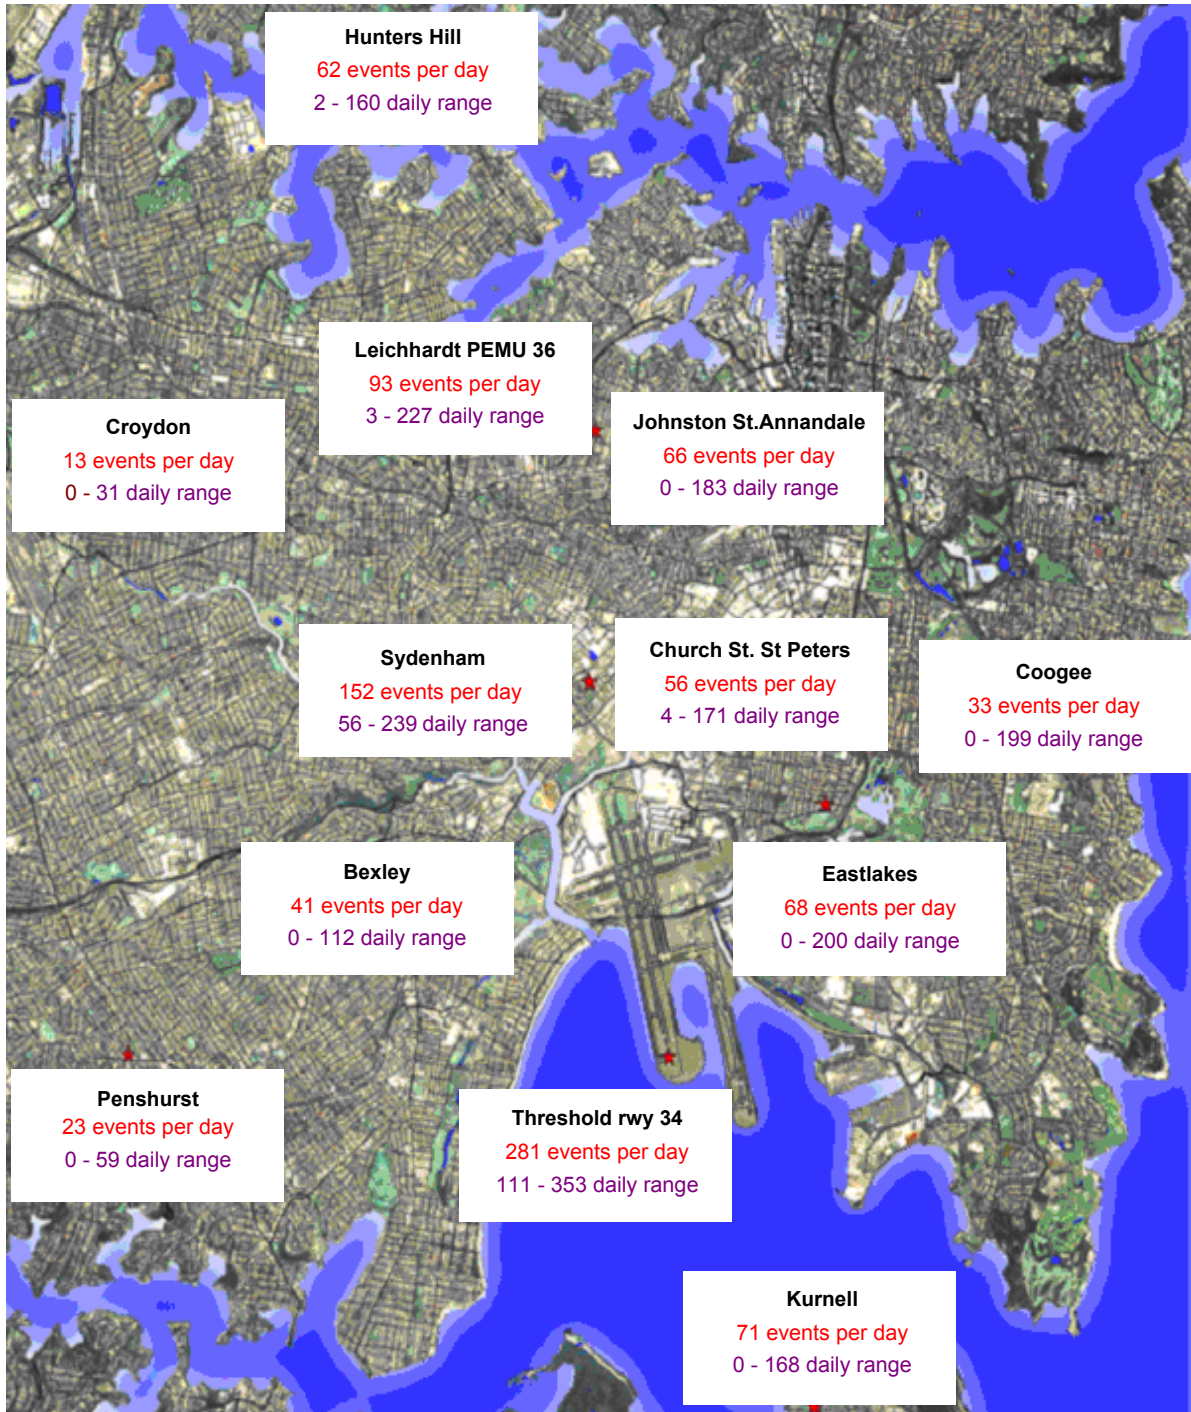 Hunters Hill
62 events per day
2 - 160 daily range
Leichhardt PEMU 36
93 events per day
3 - 227 daily range
Johnston St.Annandale
66 events per day
0 - 183 daily range
Croydon
13 events per day
0 - 31 daily range
Sydenham
152 events per day
56 - 239 daily range
Church St. St Peters
56 events per day
4 - 171 daily range
Coogee
33 events per day
0 - 199 daily range
Bexley
41 events per day
0 - 112 daily range
Eastlakes
68 events per day
0 - 200 daily range
Penshurst
23 events per day
0 - 59 daily range
Threshold rwy 34
281 events per day
111 - 353 daily range
Kurnell
71 events per day
0 - 168 daily range